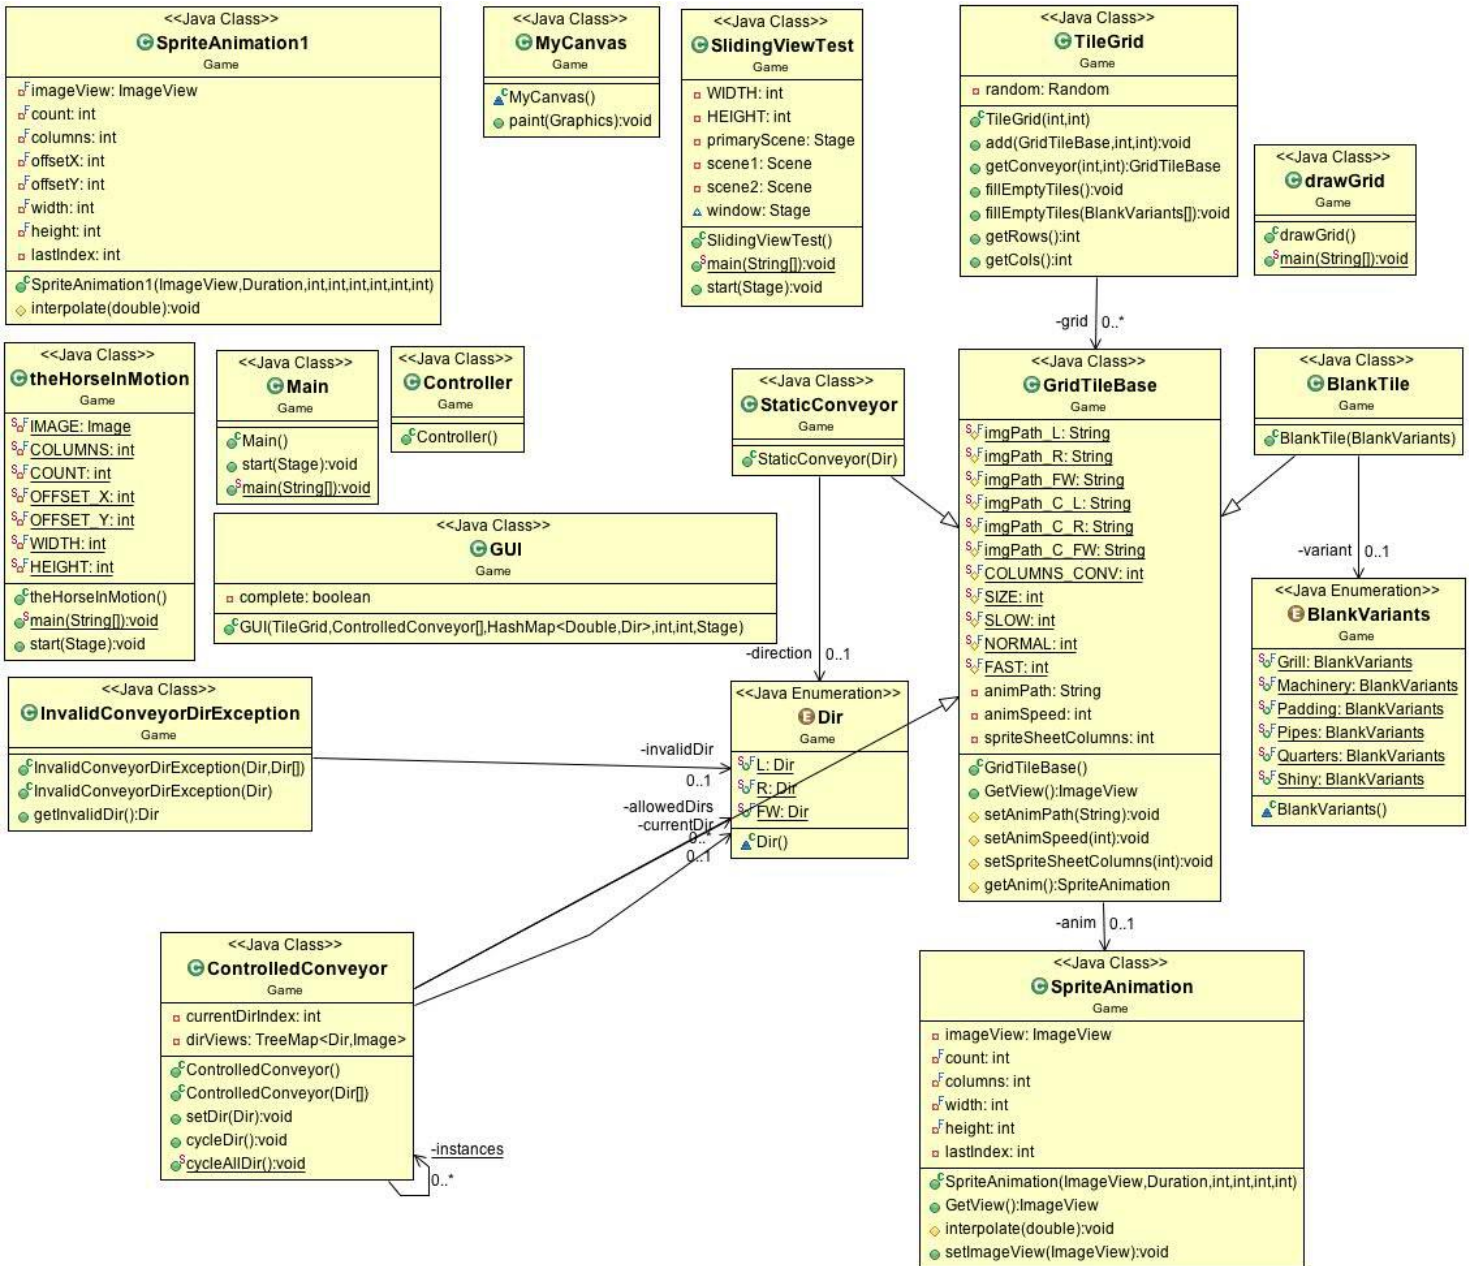 <<Java Class>>
SpriteAnimation1
Game
imageView: ImageView
count: int
columns: int
offsetX: int
offsetY: int
width: int
height: int
lastIndex: int
SpriteAnimation1(ImageView,Duration,int,int,int,int,int,int)
interpolate(double):void
<<Java Class>>
MyCanvas
Game
MyCanvas()
paint(Graphics):void
<<Java Class>>
SlidingViewTest
Game
WIDTH: int
HEIGHT: int
primaryScene: Stage
scene1: Scene
scene2: Scene
window: Stage
SlidingViewTest()
main(String[]):void
start(Stage):void
<<Java Class>>
TileGrid
Game
random: Random
TileGrid(int,int)
add(GridTileBase,int,int):void
getConveyor(int,int):GridTileBase
fillEmptyTiles():void
fillEmptyTiles(BlankVariants[]):void
getRows():int
getCols():int
<<Java Class>>
drawGrid
Game
drawGrid()
main(String[]):void
-grid 0..*
<<Java Class>>
theHorseInMotion
Game
IMAGE: Image
COLUMNS: int
COUNT: int
OFFSET_X: int
OFFSET_Y: int
WIDTH: int
HEIGHT: int
theHorseInMotion()
main(String[]):void
start(Stage):void
<<Java Class>>
Main
Game
Main()
start(Stage):void
main(String[]):void
<<Java Class>>
Controller
Game
Controller()
<<Java Class>>
GUI
Game
complete: boolean
GUI(TileGrid,ControlledConveyor[],HashMap<Double,Dir>,int,int,Stage)
<<Java Class>>
StaticConveyor
Game
StaticConveyor(Dir)
-direction 0..1
<<Java Class>>
GridTileBase
Game
imgPath_L: String
imgPath_R: String
imgPath_FW: String
imgPath_C_L: String
imgPath_C_R: String
imgPath_C_FW: String
COLUMNS_CONV: int
SIZE: int
SLOW: int
NORMAL: int
FAST: int
animPath: String
animSpeed: int
spriteSheetColumns: int
GridTileBase()
GetView():ImageView
setAnimPath(String):void
setAnimSpeed(int):void
setSpriteSheetColumns(int):void
getAnim():SpriteAnimation
<<Java Class>>
BlankTile
Game
BlankTile(BlankVariants)
-variant 0..1
<<Java Enumeration>>
BlankVariants
Game
Grill: BlankVariants
Machinery: BlankVariants
Padding: BlankVariants
Pipes: BlankVariants
Quarters: BlankVariants
Shiny: BlankVariants
BlankVariants()
<<Java Class>>
InvalidConveyorDirException
Game
InvalidConveyorDirException(Dir,Dir[])
InvalidConveyorDirException(Dir)
getInvalidDir():Dir
-invalidDir
0..1
-allowedDirs
-currentDir
0..*
0..1
<<Java Enumeration>>
Dir
Game
L: Dir
R: Dir
FW: Dir
Dir()
<<Java Class>>
ControlledConveyor
Game
currentDirIndex: int
dirViews: TreeMap<Dir,Image>
ControlledConveyor()
ControlledConveyor(Dir[])
setDir(Dir):void
cycleDir():void
cycleAllDir():void
-instances
0..*
-anim 0..1
<<Java Class>>
SpriteAnimation
Game
imageView: ImageView
count: int
columns: int
width: int
height: int
lastIndex: int
SpriteAnimation(ImageView,Duration,int,int,int,int)
GetView():ImageView
interpolate(double):void
setImageView(ImageView):void